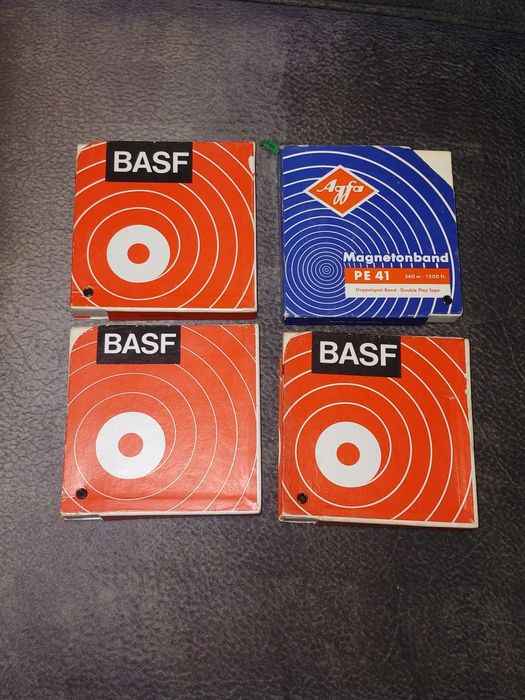 BASF
Agfa
Magnetonband
PE 41 360 m · 1200 ft.
Doppelspiel-Band · Double Play Tape
BASF
BASF